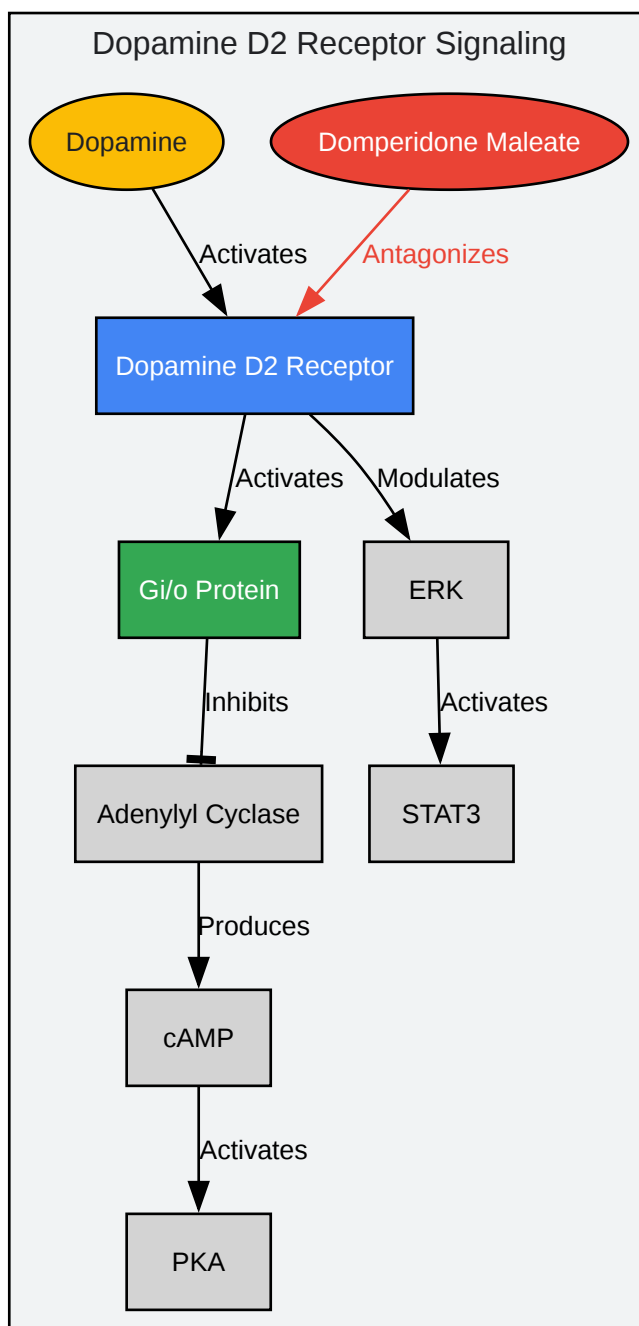 Dopamine D2 Receptor Signaling
Dopamine
Domperidone Maleate
Activates
Antagonizes
Dopamine D2 Receptor
Activates
Modulates
Gi/o Protein
ERK
Inhibits
Activates
Adenylyl Cyclase
STAT3
Produces
cAMP
Activates
PKA